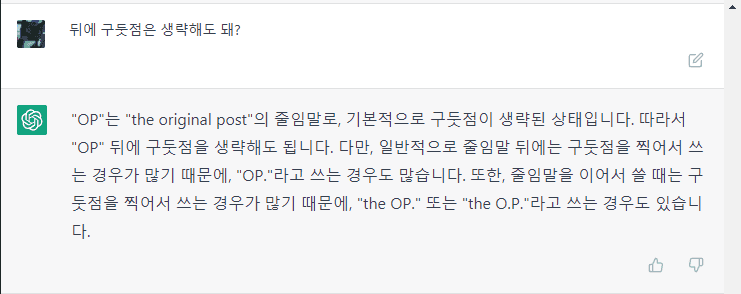 뒤에 구둣점은 생략해도 돼?
"OP"는 "the original post"의 줄임말로, 기본적으로 구둣점이 생략된 상태입니다. 따라서
"OP" 뒤에 구둣점을 생략해도 됩니다. 다만, 일반적으로 줄임말 뒤에는 구둣점을 찍어서 쓰
는 경우가 많기 때문에, "OP."라고 쓰는 경우도 많습니다. 또한, 줄임말을 이어서 쓸 때는 구
둣점을 찍어서 쓰는 경우가 많기 때문에, "the OP." 또는 "the O.P."라고 쓰는 경우도 있습니
다.